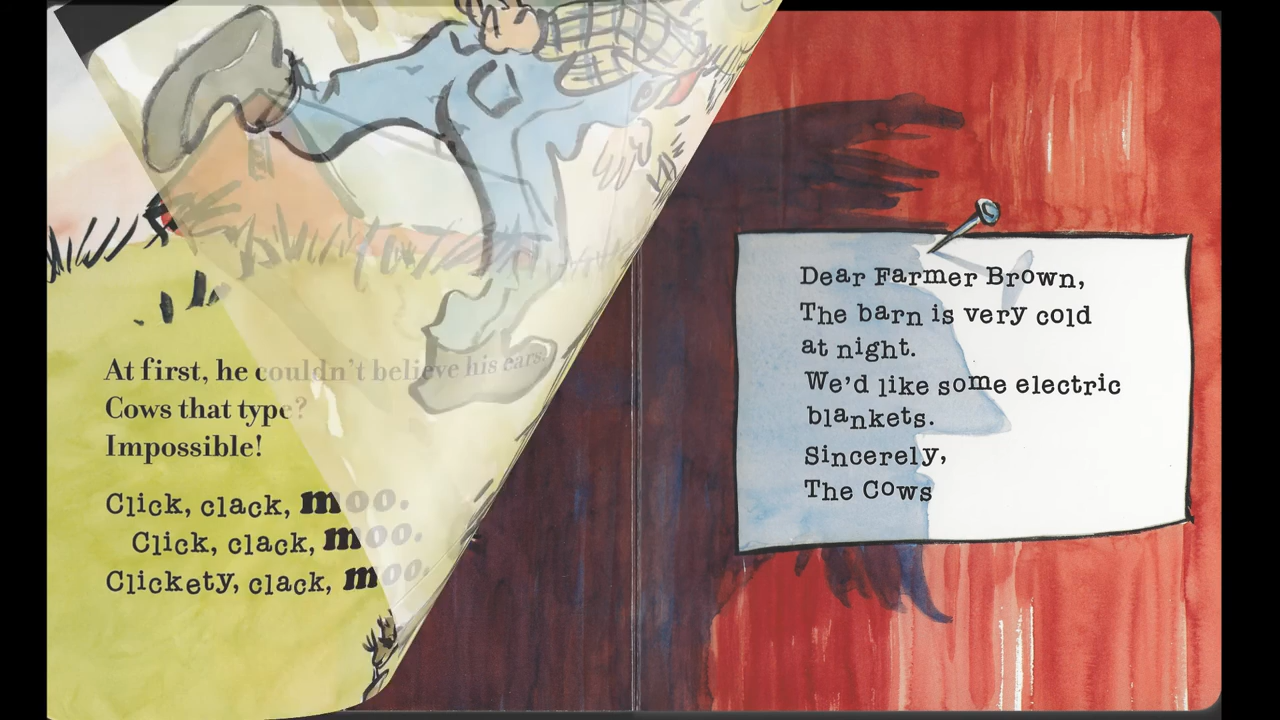 At first, he couldn't believe his ears.
Cows that type?
Impossible!
Click, clack, moo.
Click, clack, moo.
Clickety, clack, moo.
Dear Farmer Brown,
The barn is very cold
at night.
We'd like some electric
blankets.
Sincerely,
The Cows